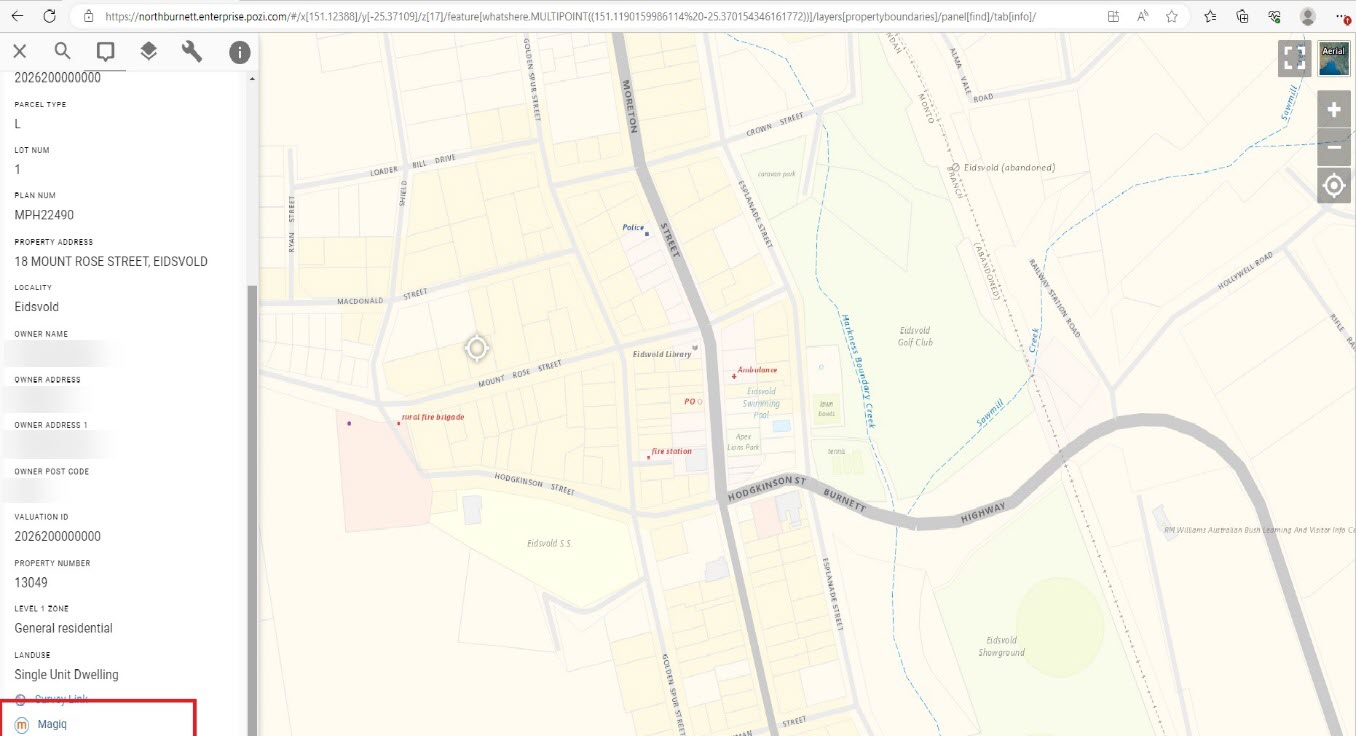 https://northburnett.enterprise.pozi.com/#/x[151.12388]/y[-25.37109]/z[17]/feature[whatshere.MULTIPOINT((151.1190159986114%20-25.370154346161772))]/layers[propertyboundaries]/panel[find]/tab[info]/
2026200000000
PARCEL TYPE
L
LOT NUM
1
PLAN NUM
MPH22490
PROPERTY ADDRESS
18 MOUNT ROSE STREET, EIDSVOLD
LOCALITY
Eidsvold
OWNER NAME
OWNER ADDRESS
OWNER ADDRESS 1
OWNER POST CODE
VALUATION ID
2026200000000
PROPERTY NUMBER
13049
LEVEL 1 ZONE
General residential
LANDUSE
Single Unit Dwelling
Survey Link
m Magiq
Aerial
GOLDEN SPUR STREET
MORETON
STREET
ALMA VALE ROAD
MONTO
BRANCH
(ABANDONED)
Sawmill
CROWN STREET
LOADER BILL DRIVE
SHIELD
RYAN STREET
caravan park
Eidsvold (abandoned)
ESPLANADE STREET
Police
MACDONALD STREET
RAILWAY STATION ROAD
HOLLYWELL ROAD
RIFLE
Markness Boundary Creek
Eidsvold
Golf Club
Creek
Sawmill
Eidsvold Library
MOUNT ROSE STREET
Ambulance
Eidsvold
Swimming
Pool
PO
lawn
bowls
rural fire brigade
Apex
Lions Park
tennis
fire station
HODGKINSON STREET
HODGKINSON ST
BURNETT
HIGHWAY
RM Williams Australian Bush Learning And Visitor Info Ce
Eidsvold S.S.
ESPLANADE STREET
Eidsvold
Showground
GOLDEN SPUR STREET
STREET